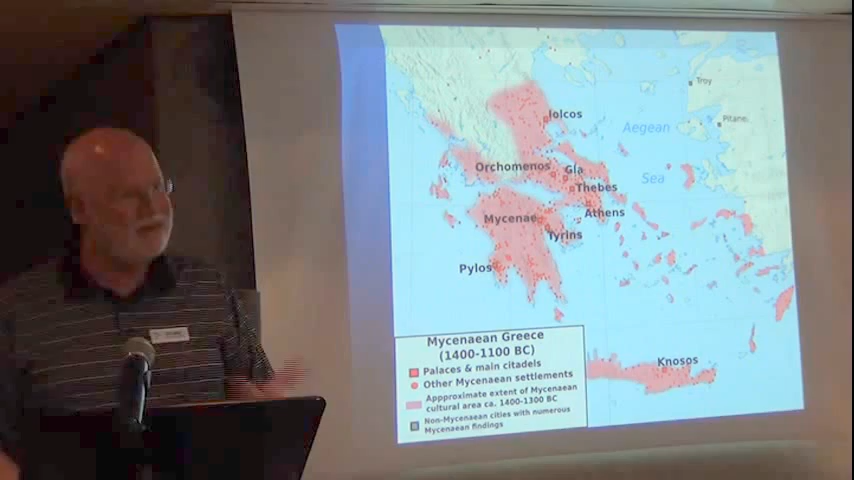 Troy
Pitane
Iolcos
Aegean
Sea
Orchomenos
Gla
Thebes
Athens
Mycenae
Tyrins
Pylos
Knosos
Mycenaean Greece
(1400-1100 BC)
Palaces & main citadels
Other Mycenaean settlements
Appproximate extent of Mycenaean
cultural area ca. 1400-1300 BC
Non-Mycenaean cities with numerous
Mycenaean findings